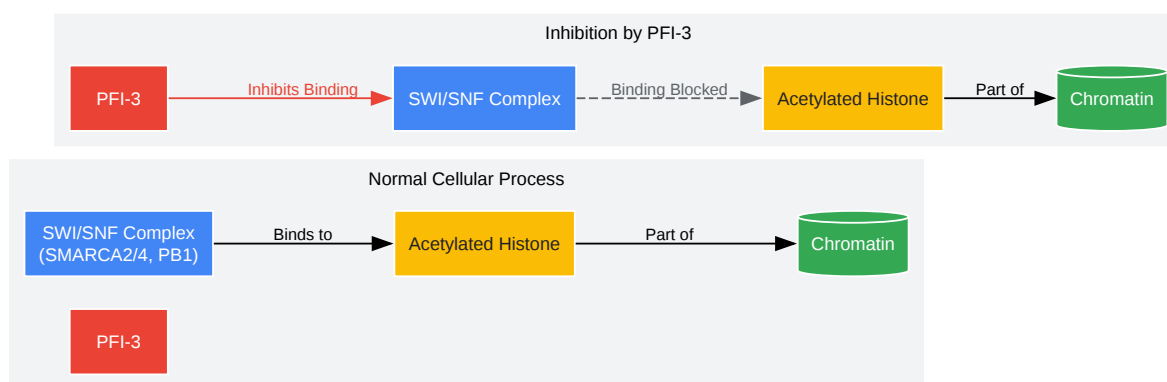 Inhibition by PFI-3
PFI-3
Inhibits Binding
SWI/SNF Complex
Binding Blocked
Acetylated Histone
Part of
Chromatin
Normal Cellular Process
SWI/SNF Complex
(SMARCA2/4, PB1)
Binds to
Acetylated Histone
Part of
Chromatin
PFI-3